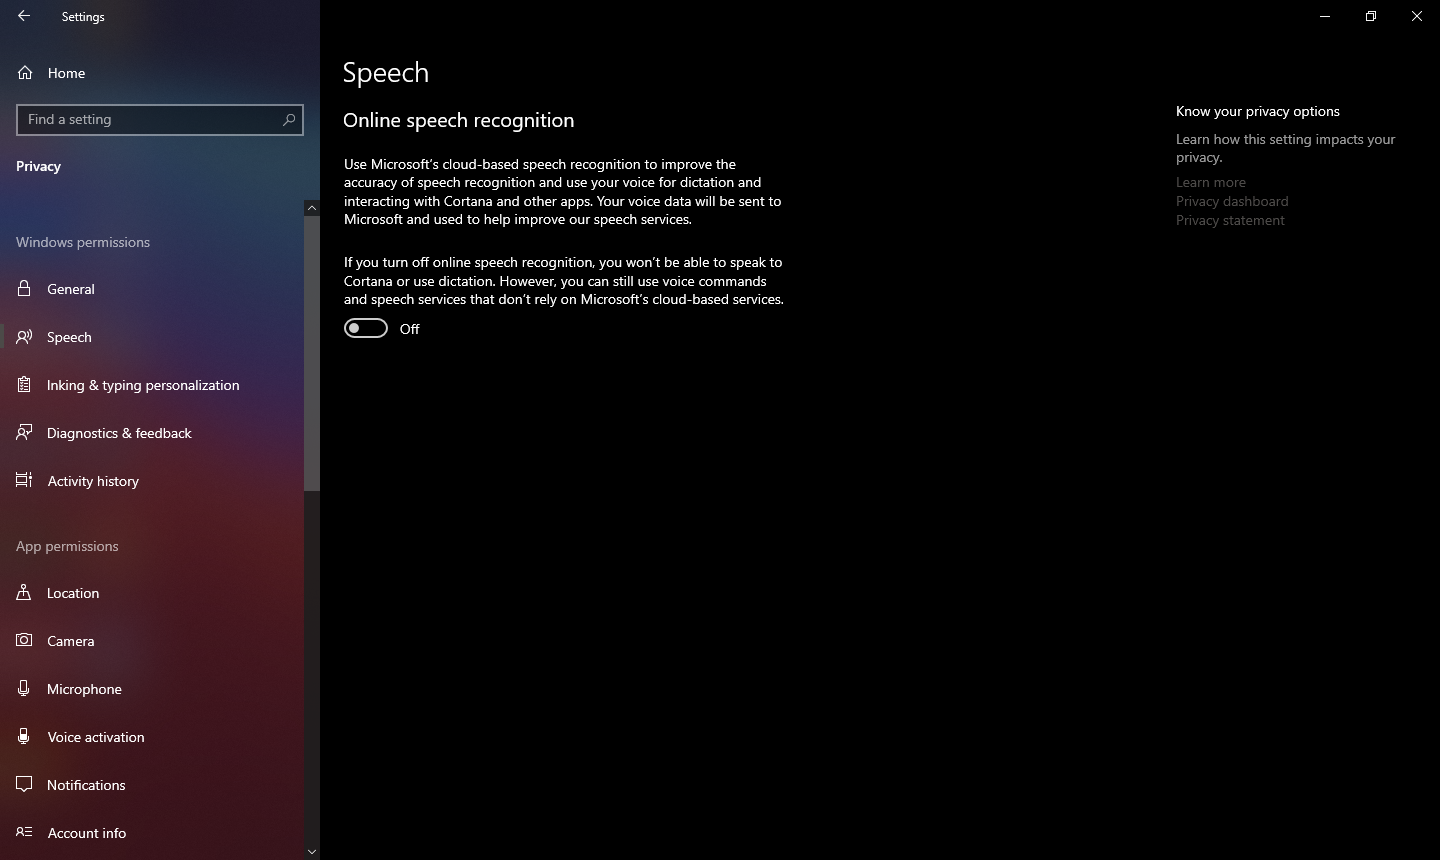 Settings
Home
Find a setting
Privacy
Windows permissions
General
Speech
Inking & typing personalization
Diagnostics & feedback
Activity history
App permissions
Location
Camera
Microphone
Voice activation
Notifications
Account info
Speech
Online speech recognition
Use Microsoft's cloud-based speech recognition to improve the
accuracy of speech recognition and use your voice for dictation and
interacting with Cortana and other apps. Your voice data will be sent to
Microsoft and used to help improve our speech services.
If you turn off online speech recognition, you won't be able to speak to
Cortana or use dictation. However, you can still use voice commands
and speech services that don't rely on Microsoft's cloud-based services.
Off
Know your privacy options
Learn how this setting impacts your
privacy.
Learn more
Privacy dashboard
Privacy statement